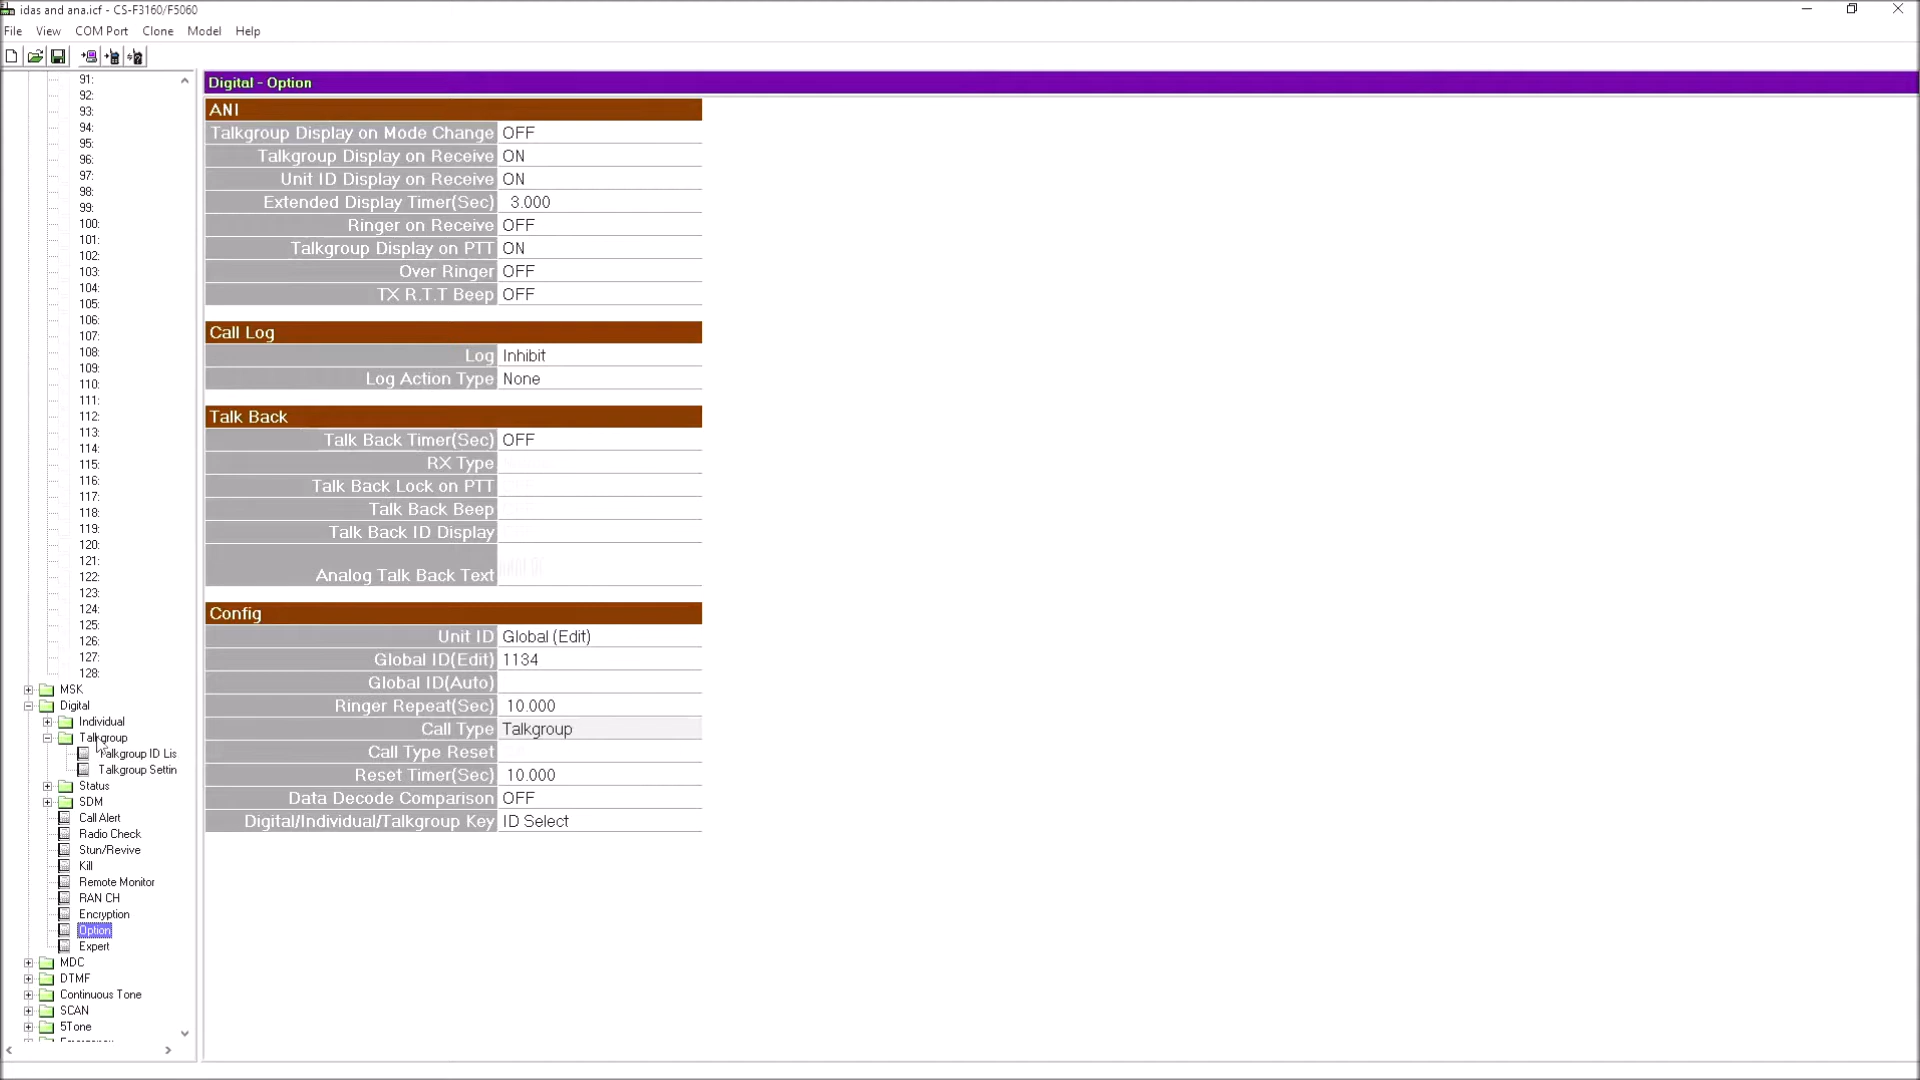 idas and ana.icf - CS-F3160/F5060
File View COM Port Clone Model Help
91:
92:
93:
94:
95:
96:
97:
98:
99:
100:
101:
102:
103:
104:
105:
106:
107:
108:
109:
110:
111:
112:
113:
114:
115:
116:
117:
118:
119:
120:
121:
122:
123:
124:
125:
126:
127:
128:
MSK
Digital
Individual
Talkgroup
Talkgroup ID Lis
Talkgroup Settin
Status
SDM
Call Alert
Radio Check
Stun/Revive
Kill
Remote Monitor
RAN CH
Encryption
Option
Expert
MDC
DTMF
Continuous Tone
SCAN
5Tone
Digital - Option
ANI
Talkgroup Display on Mode Change OFF
Talkgroup Display on Receive ON
Unit ID Display on Receive ON
Extended Display Timer(Sec) 3.000
Ringer on Receive OFF
Talkgroup Display on PTT ON
Over Ringer OFF
TX R.T.T Beep OFF
Call Log
Log Inhibit
Log Action Type None
Talk Back
Talk Back Timer(Sec) OFF
RX Type
Talk Back Lock on PTT
Talk Back Beep
Talk Back ID Display
Analog Talk Back Text
Config
Unit ID Global (Edit)
Global ID(Edit) 1134
Global ID(Auto)
Ringer Repeat(Sec) 10.000
Call Type Talkgroup
Call Type Reset
Reset Timer(Sec) 10.000
Data Decode Comparison OFF
Digital/Individual/Talkgroup Key ID Select